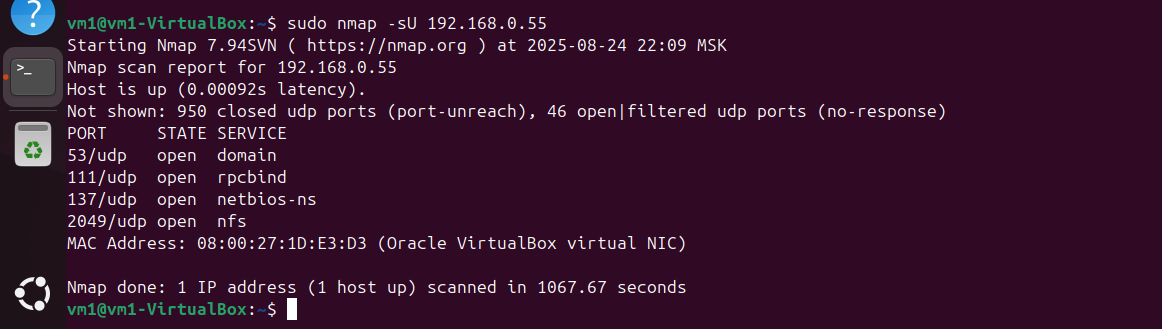 ?
vm1@vm1-VirtualBox:~$ sudo nmap -sU 192.168.0.55
Starting Nmap 7.94SVN ( https://nmap.org ) at 2025-08-24 22:09 MSK
Nmap scan report for 192.168.0.55
Host is up (0.00092s latency).
Not shown: 950 closed udp ports (port-unreach), 46 open|filtered udp ports (no-response)
PORT     STATE SERVICE
53/udp   open  domain
111/udp  open  rpcbind
137/udp  open  netbios-ns
2049/udp open  nfs
MAC Address: 08:00:27:1D:E3:D3 (Oracle VirtualBox virtual NIC)
Nmap done: 1 IP address (1 host up) scanned in 1067.67 seconds
vm1@vm1-VirtualBox:~$
>_